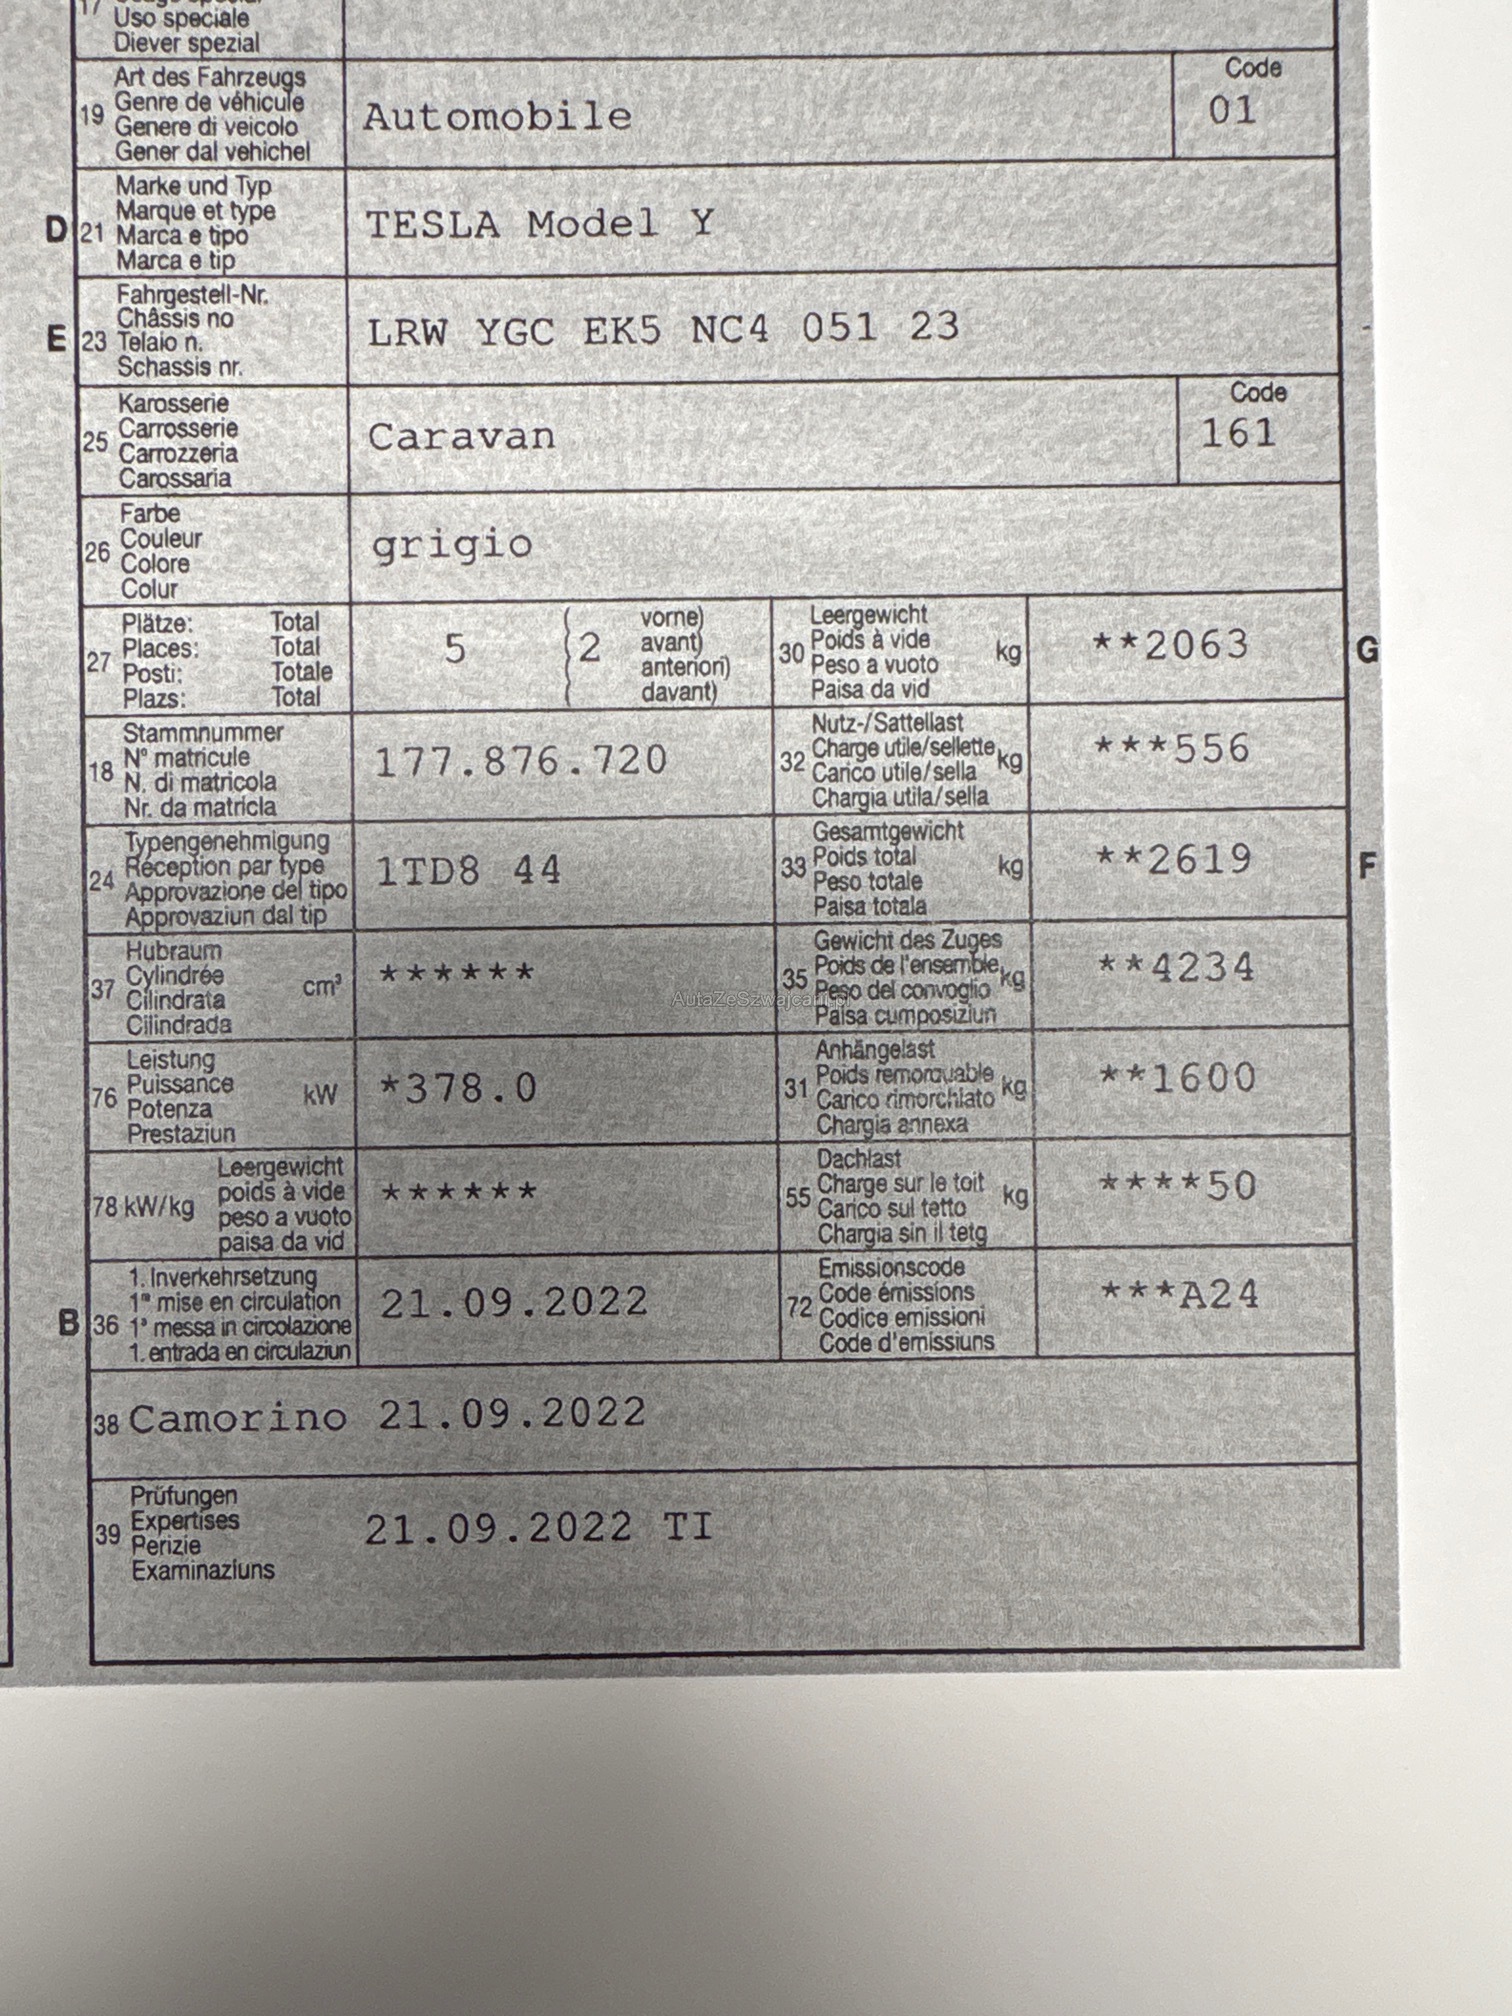 17
Uso speciale
Diever spezial
Art des Fahrzeugs
19 Genre de véhicule
Genere di veicolo
Gener dal vehichel
Automobile
Code
01
Marke und Typ
Marque et type
D 21 Marca e tipo
Marca e tip
TESLA Model Y
Fahrgestell-Nr.
Châssis no
E 23 Telaio n.
Schassis nr.
LRW YGC EK5 NC4 051 23
Karosserie
25 Carrosserie
Carrozzeria
Carossaria
Caravan
Code
161
Farbe
26 Couleur
Colore
Colur
grigio
Plätze: Total
27 Places: Total
Posti: Totale
Plazs: Total
5 ( 2 vorne)
avant)
anteriori)
( davant)
Leergewicht
30 Poids à vide kg
Peso a vuoto
Paisa da vid
**2063 G
Stammnummer
18 N° matricule
N. di matricola
Nr. da matricla
177.876.720
Nutz-/Sattellast
32 Charge utile/sellette kg
Carico utile/sella
Chargia utila/sella
***556
Typengenehmigung
24 Réception par type
Approvazione del tipo
Approvaziun dal tip
1TD8 44
Gesamtgewicht
33 Poids total kg
Peso totale
Paisa totala
**2619 F
Hubraum
37 Cylindrée cm³
Cilindrata
Cilindrada
******
Gewicht des Zuges
35 Poids de l'ensemble kg
Peso del convoglio
Paisa cumposiziun
**4234
AutaZeSzwajcarii.pl
Leistung
76 Puissance kW
Potenza
Prestaziun
*378.0
Anhängelast
31 Poids remorquable kg
Carico rimorchiato
Chargia annexa
**1600
Leergewicht
78 kW/kg poids à vide
peso a vuoto
paisa da vid
******
Dachlast
55 Charge sur le toit kg
Carico sul tetto
Chargia sin il tetg
****50
1. Inverkehrsetzung
1re mise en circulation
B 36 1a messa in circolazione
1. entrada en circulaziun
21.09.2022
Emissionscode
72 Code émissions
Codice emissioni
Code d'emissiuns
***A24
38 Camorino 21.09.2022
Prüfungen
39 Expertises
Perizie
Examinaziuns
21.09.2022 TI